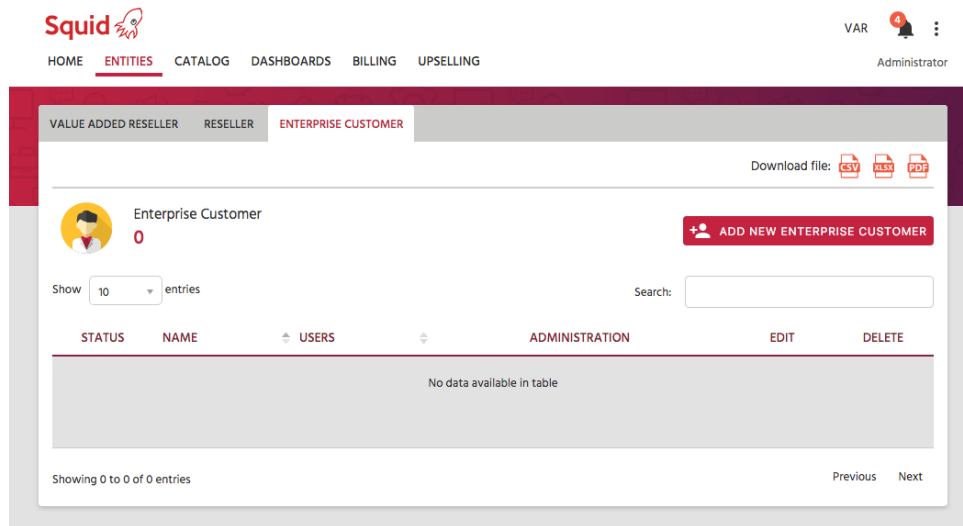 Squid
VAR 4
HOME ENTITIES CATALOG DASHBOARDS BILLING UPSELLING Administrator
VALUE ADDED RESELLER RESELLER ENTERPRISE CUSTOMER
Download file: CSV XLSX PDF
Enterprise Customer
0
+ ADD NEW ENTERPRISE CUSTOMER
Show 10 entries Search:
STATUS NAME USERS ADMINISTRATION EDIT DELETE
No data available in table
Showing 0 to 0 of 0 entries Previous Next